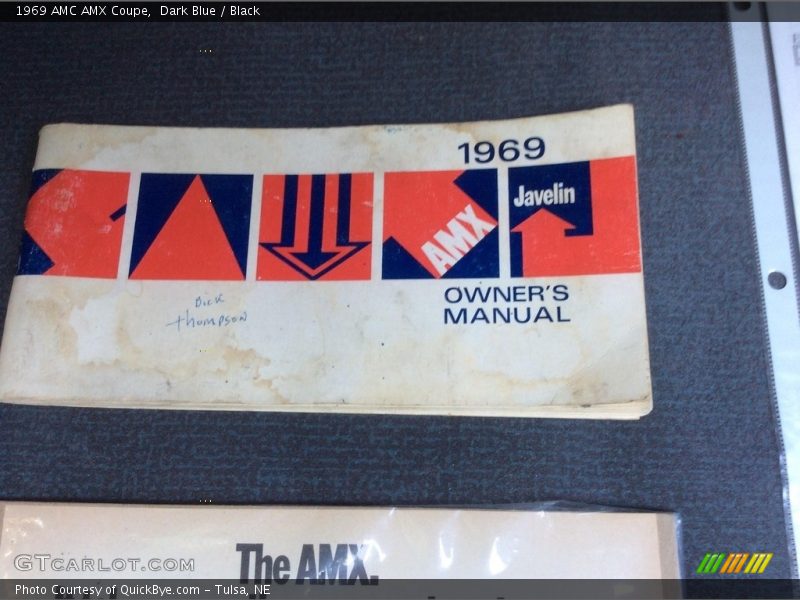 1969 AMC AMX Coupe,  Dark Blue / Black
1969
Javelin
AMX
OWNER'S
MANUAL
Dick
Thompson
The AMX.
GTCARLOT.COM
Photo Courtesy of QuickBye.com – Tulsa, NE